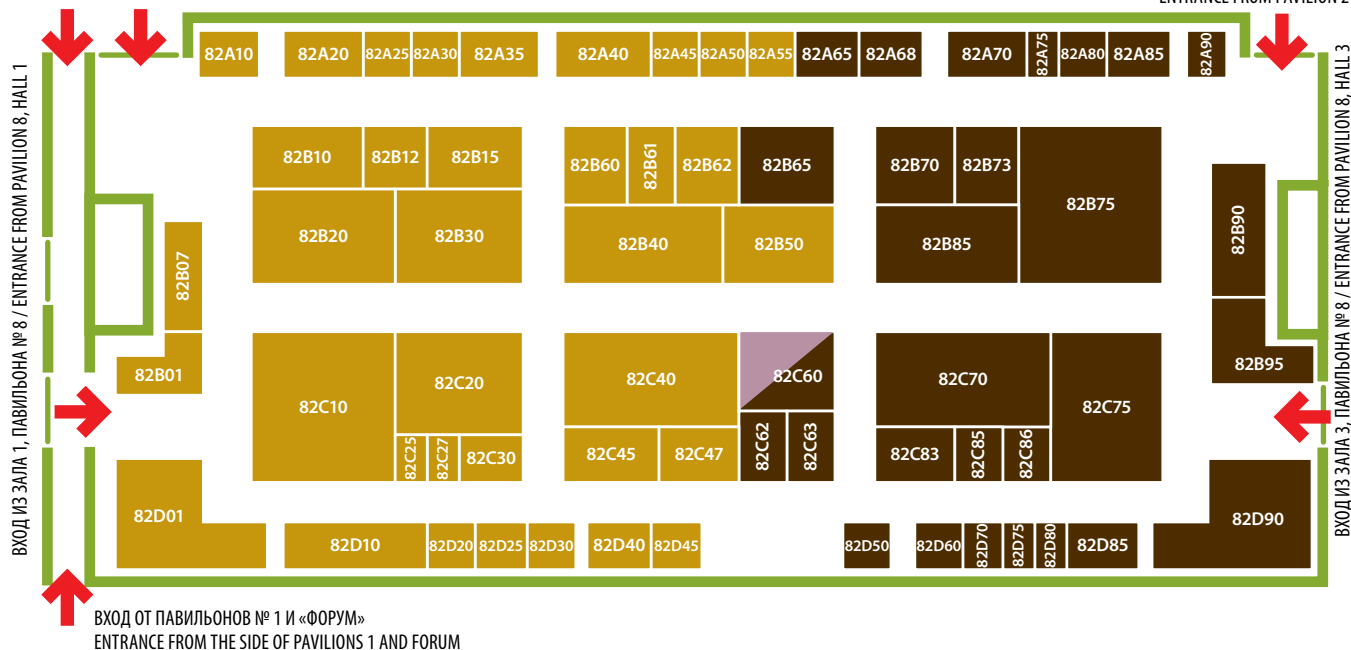 ENTRANCE FROM PAVILION 2
82A10
82A20
82A25
82A30
82A35
82A40
82A45
82A50
82A55
82A65
82A68
82A70
82A75
82A80
82A85
82A90
82B10
82B12
82B15
82B60
82B61
82B62
82B65
82B70
82B73
82B75
82B20
82B30
82B40
82B50
82B85
82B90
82B07
82B01
82B95
82C10
82C20
82C40
82C60
82C70
82C75
82C25
82C27
82C30
82C45
82C47
82C62
82C63
82C83
82C85
82C86
82D01
82D10
82D20
82D25
82D30
82D40
82D45
82D50
82D60
82D70
82D75
82D80
82D85
82D90
ВХОД ИЗ ЗАЛА 1, ПАВИЛЬОНА № 8 / ENTRANCE FROM PAVILION 8, HALL 1
ВХОД ИЗ ЗАЛА 3, ПАВИЛЬОНА № 8 / ENTRANCE FROM PAVILION 8, HALL 3
ВХОД ОТ ПАВИЛЬОНОВ № 1 И «ФОРУМ»
ENTRANCE FROM THE SIDE OF PAVILIONS 1 AND FORUM